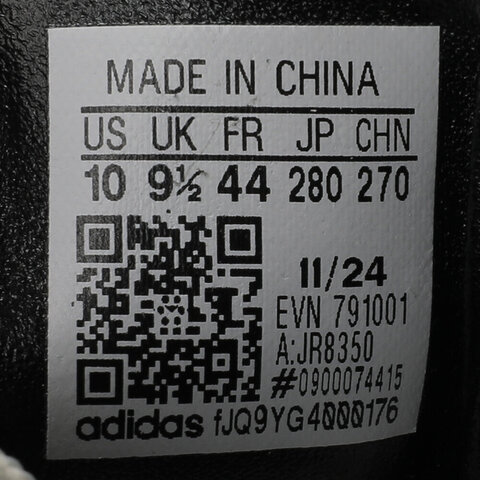 MADE IN CHINA
US UK FR JP CHN
10 9½ 44 280 270
11/24
EVN 791001
A:JR8350
#0900074415
adidas fJQ9YG4000176